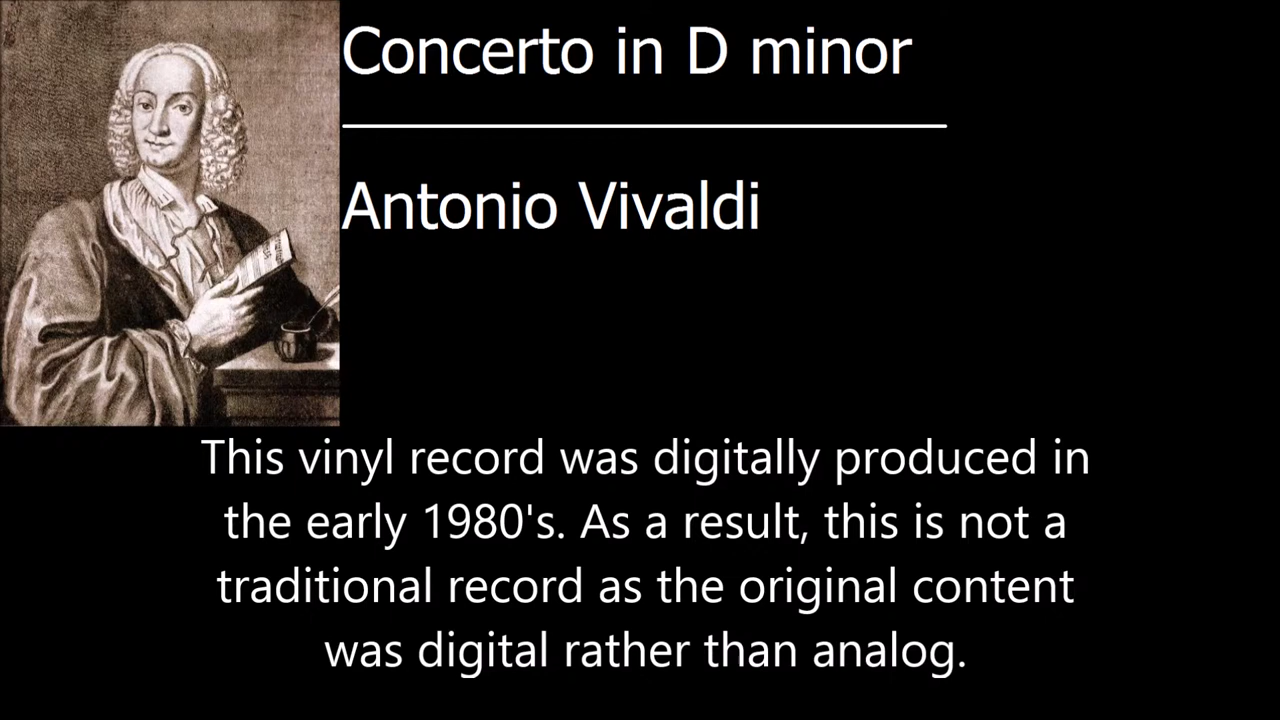 Concerto in D minor
Antonio Vivaldi
This vinyl record was digitally produced in
the early 1980's. As a result, this is not a
traditional record as the original content
was digital rather than analog.